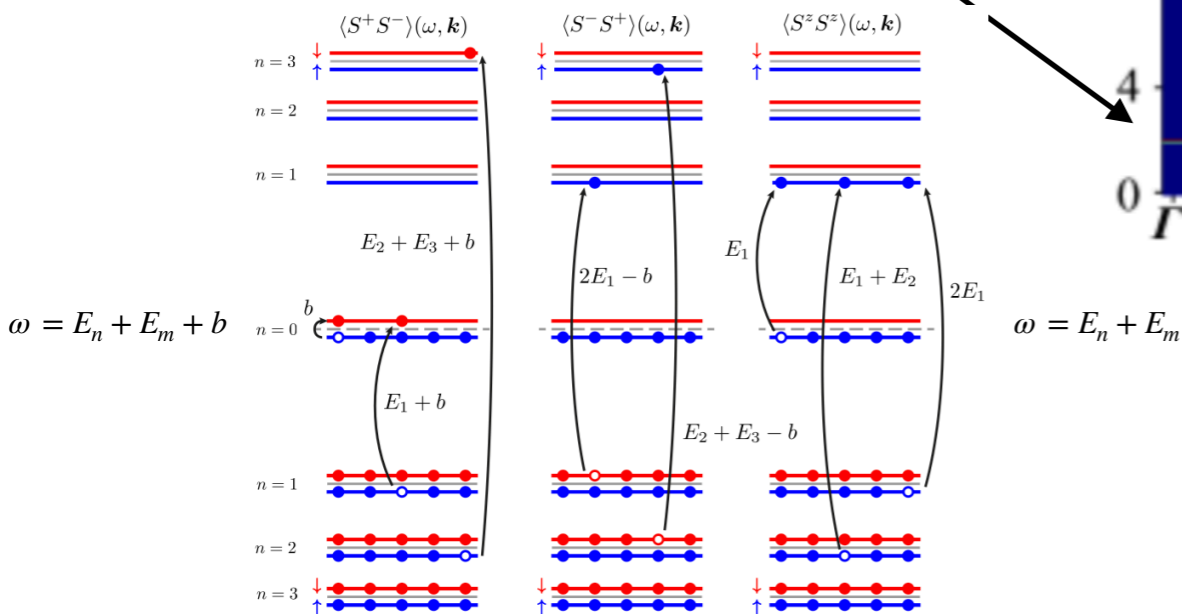 ⟨S⁺S⁻⟩(ω, k)
⟨S⁻S⁺⟩(ω, k)
⟨SᶻSᶻ⟩(ω, k)
↓ ↓ ↓
n = 3
↑ ↑ ↑
4
n = 2
n = 1
0
Γ
E₂ + E₃ + b
E₁
2E₁ − b
E₁ + E₂
2E₁
b
ω = Eₙ + Eₘ + b
n = 0
ω = Eₙ + Eₘ
E₁ + b
E₂ + E₃ − b
n = 1
n = 2
↓ ↓ ↓
n = 3
↑ ↑ ↑